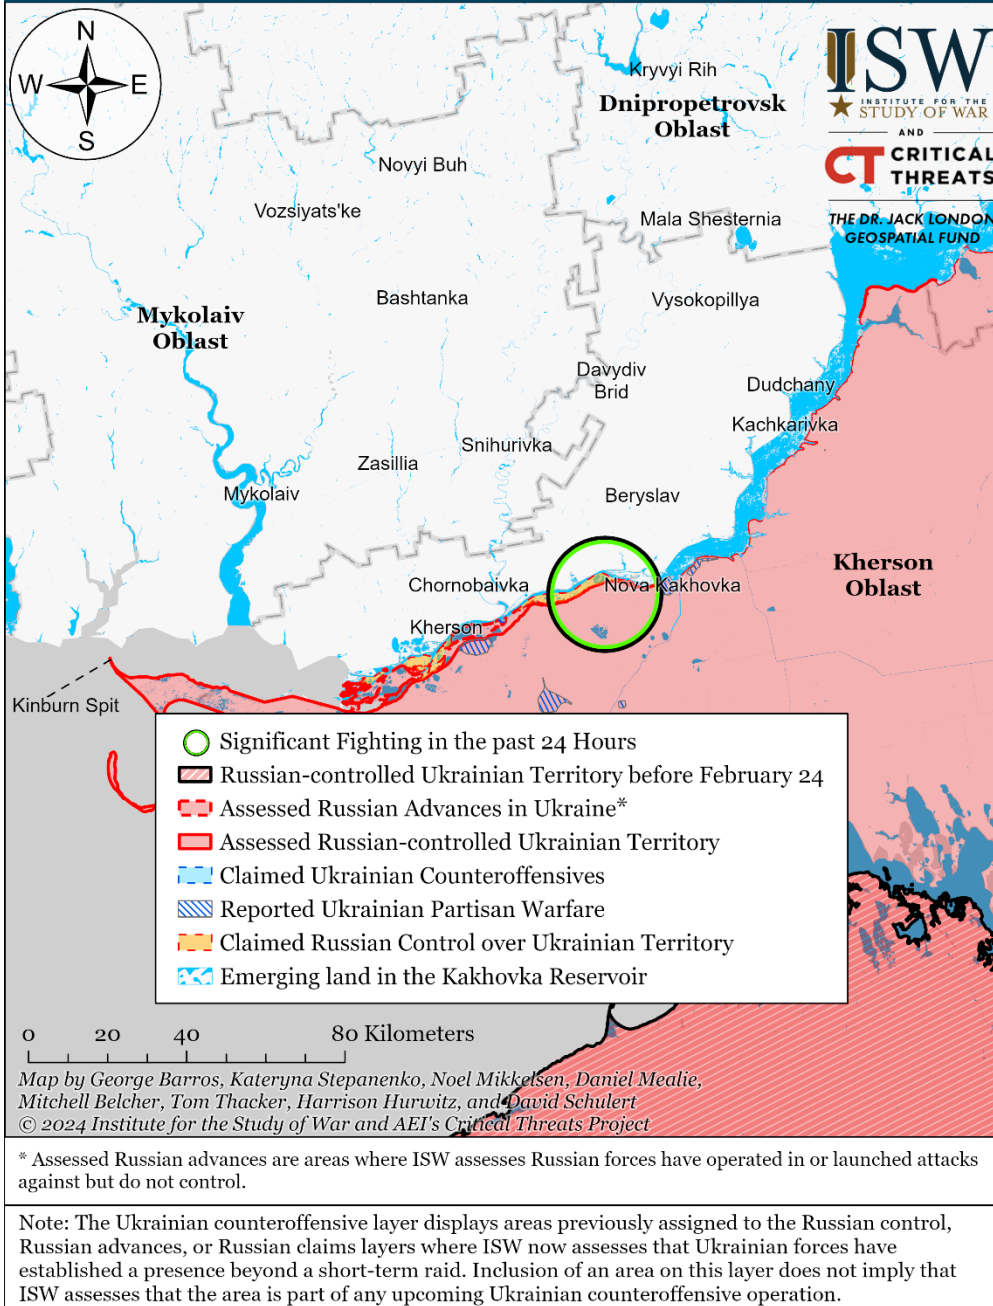 N
W
E
S
ISW
INSTITUTE FOR THE
STUDY OF WAR
AND
CT CRITICAL
THREATS
THE DR. JACK LONDON
GEOSPATIAL FUND
Kryvyi Rih
Dnipropetrovsk
Oblast
Novyi Buh
Vozsiyats'ke
Mala Shesternia
Bashtanka
Vysokopillya
Mykolaiv
Oblast
Davydiv
Brid
Dudchany
Kachkarivka
Snihurivka
Zasillia
Mykolaiv
Beryslav
Kherson
Oblast
Chornobaivka
Nova Kakhovka
Kherson
Kinburn Spit
Significant Fighting in the past 24 Hours
Russian-controlled Ukrainian Territory before February 24
Assessed Russian Advances in Ukraine*
Assessed Russian-controlled Ukrainian Territory
Claimed Ukrainian Counteroffensives
Reported Ukrainian Partisan Warfare
Claimed Russian Control over Ukrainian Territory
Emerging land in the Kakhovka Reservoir
0 20 40 80 Kilometers
Map by George Barros, Kateryna Stepanenko, Noel Mikkelsen, Daniel Mealie,
Mitchell Belcher, Tom Thacker, Harrison Hurwitz, and David Schulert
© 2024 Institute for the Study of War and AEI's Critical Threats Project
* Assessed Russian advances are areas where ISW assesses Russian forces have operated in or launched attacks
against but do not control.
Note: The Ukrainian counteroffensive layer displays areas previously assigned to the Russian control,
Russian advances, or Russian claims layers where ISW now assesses that Ukrainian forces have
established a presence beyond a short-term raid. Inclusion of an area on this layer does not imply that
ISW assesses that the area is part of any upcoming Ukrainian counteroffensive operation.